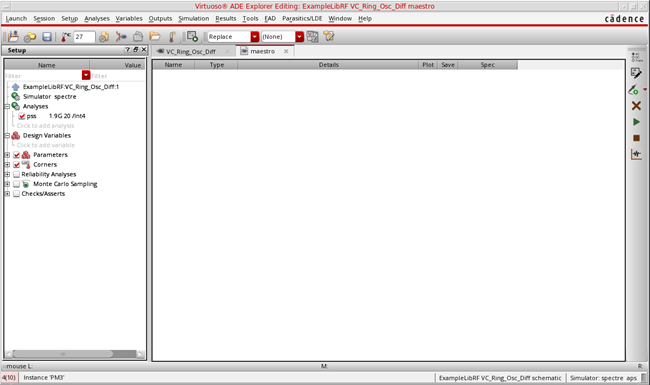 Virtuoso® ADE Explorer Editing: ExampleLibRF VC_Ring_Osc_Diff maestro
Launch Session Setup Analyses Variables Outputs Simulation Results Tools EAD Parasitics/LDE Window Help
cādence
27
Replace
(None)
Setup
VC_Ring_Osc_Diff
maestro
Name Value
Filter Filter
Name Type Details Plot Save Spec
ExampleLibRF:VC_Ring_Osc_Diff:1
Simulator spectre
Analyses
pss 1.9G 20 /Int4
Click to add analysis
Design Variables
Click to add variable
Parameters
Corners
Reliability Analyses
Monte Carlo Sampling
Checks/Asserts
mouse L: M: R:
4(10) Instance 'PM3' ExampleLibRF VC_Ring_Osc_Diff schematic Simulator: spectre aps